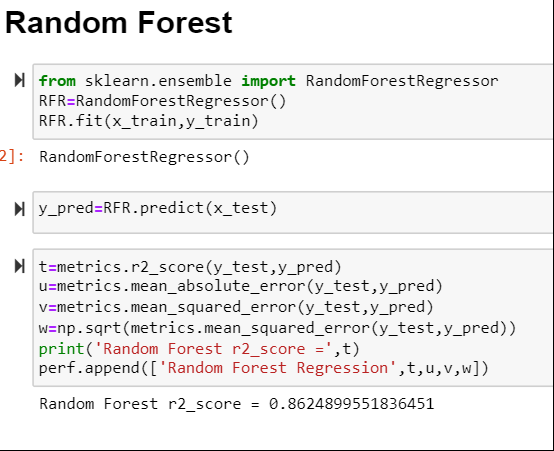 Random Forest
from sklearn.ensemble import RandomForestRegressor
RFR=RandomForestRegressor()
RFR.fit(x_train,y_train)
2]: RandomForestRegressor()
y_pred=RFR.predict(x_test)
t=metrics.r2_score(y_test,y_pred)
u=metrics.mean_absolute_error(y_test,y_pred)
v=metrics.mean_squared_error(y_test,y_pred)
w=np.sqrt(metrics.mean_squared_error(y_test,y_pred))
print('Random Forest r2_score =',t)
perf.append(['Random Forest Regression',t,u,v,w])
Random Forest r2_score = 0.8624899551836451